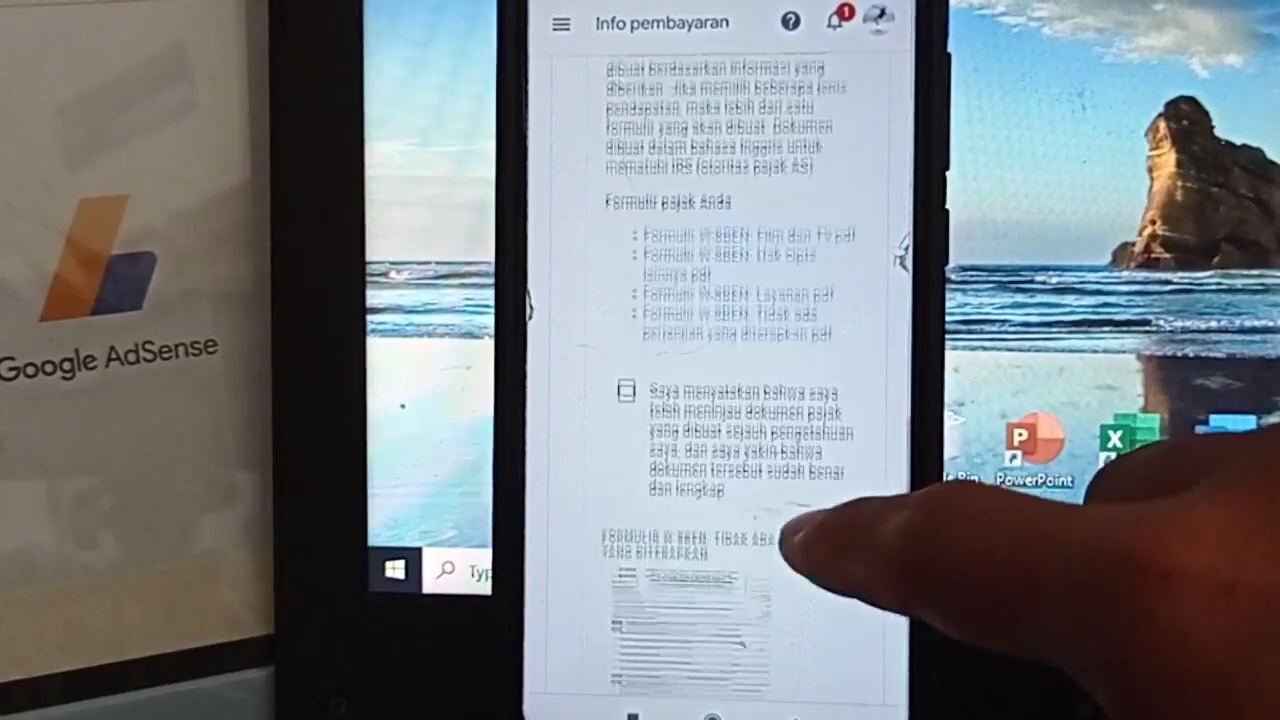 Info pembayaran
1
dibuat berdasarkan informasi yang
diberikan. Jika memilih beberapa jenis
pendapatan, maka lebih dari satu
formulir yang akan dibuat. Dokumen
dibuat dalam bahasa Inggris untuk
mematuhi IRS (otoritas pajak AS)
Formulir pajak Anda
Formulir W-8BEN: Film dan TV.pdf
Formulir W-8BEN: Hak cipta
lainnya.pdf
Formulir W-8BEN: Layanan.pdf
Formulir W-8BEN: Tidak ada
perjanjian yang diterapkan.pdf
Saya menyatakan bahwa saya
telah meninjau dokumen pajak
yang dibuat sejauh pengetahuan
saya, dan saya yakin bahwa
dokumen tersebut sudah benar
dan lengkap
FORMULIR W-8BEN: TIDAK ADA
YANG DITERAPKAN
Google AdSense
Typ
P
X
PowerPoint